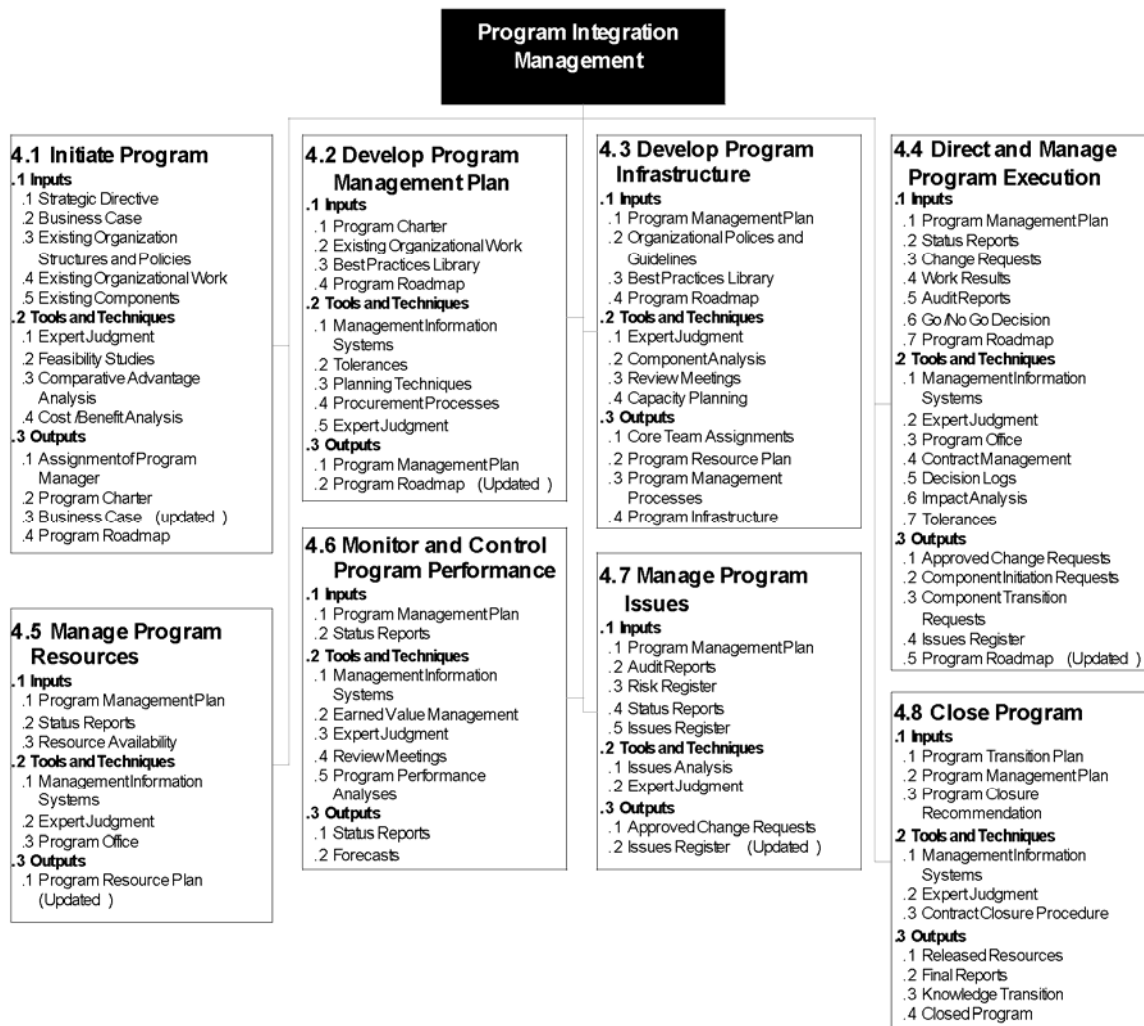 Program Integration
Management
4.1 Initiate Program
.1 Inputs
.1 Strategic Directive
.2 Business Case
.3 Existing Organization
Structures and Policies
.4 Existing Organizational Work
.5 Existing Components
.2 Tools and Techniques
.1 Expert Judgment
.2 Feasibility Studies
.3 Comparative Advantage
Analysis
.4 Cost /Benefit Analysis
.3 Outputs
.1 Assignment of Program
Manager
.2 Program Charter
.3 Business Case (updated )
.4 Program Roadmap
4.2 Develop Program
Management Plan
.1 Inputs
.1 Program Charter
.2 Existing Organizational Work
.3 Best Practices Library
.4 Program Roadmap
.2 Tools and Techniques
.1 Management Information
Systems
.2 Tolerances
.3 Planning Techniques
.4 Procurement Processes
.5 Expert Judgment
.3 Outputs
.1 Program Management Plan
.2 Program Roadmap (Updated )
4.3 Develop Program
Infrastructure
.1 Inputs
.1 Program Management Plan
.2 Organizational Polices and
Guidelines
.3 Best Practices Library
.4 Program Roadmap
.2 Tools and Techniques
.1 Expert Judgment
.2 Component Analysis
.3 Review Meetings
.4 Capacity Planning
.3 Outputs
.1 Core Team Assignments
.2 Program Resource Plan
.3 Program Management
Processes
.4 Program Infrastructure
4.4 Direct and Manage
Program Execution
.1 Inputs
.1 Program Management Plan
.2 Status Reports
.3 Change Requests
.4 Work Results
.5 Audit Reports
.6 Go /No Go Decision
.7 Program Roadmap
.2 Tools and Techniques
.1 Management Information
Systems
.2 Expert Judgment
.3 Program Office
.4 Contract Management
.5 Decision Logs
.6 Impact Analysis
.7 Tolerances
.3 Outputs
.1 Approved Change Requests
.2 Component Initiation Requests
.3 Component Transition
Requests
.4 Issues Register
.5 Program Roadmap (Updated )
4.5 Manage Program
Resources
.1 Inputs
.1 Program Management Plan
.2 Status Reports
.3 Resource Availability
.2 Tools and Techniques
.1 Management Information
Systems
.2 Expert Judgment
.3 Program Office
.3 Outputs
.1 Program Resource Plan
(Updated )
4.6 Monitor and Control
Program Performance
.1 Inputs
.1 Program Management Plan
.2 Status Reports
.2 Tools and Techniques
.1 Management Information
Systems
.2 Earned Value Management
.3 Expert Judgment
.4 Review Meetings
.5 Program Performance
Analyses
.3 Outputs
.1 Status Reports
.2 Forecasts
4.7 Manage Program
Issues
.1 Inputs
.1 Program Management Plan
.2 Audit Reports
.3 Risk Register
.4 Status Reports
.5 Issues Register
.2 Tools and Techniques
.1 Issues Analysis
.2 Expert Judgment
.3 Outputs
.1 Approved Change Requests
.2 Issues Register (Updated )
4.8 Close Program
.1 Inputs
.1 Program Transition Plan
.2 Program Management Plan
.3 Program Closure
Recommendation
.2 Tools and Techniques
.1 Management Information
Systems
.2 Expert Judgment
.3 Contract Closure Procedure
.3 Outputs
.1 Released Resources
.2 Final Reports
.3 Knowledge Transition
.4 Closed Program